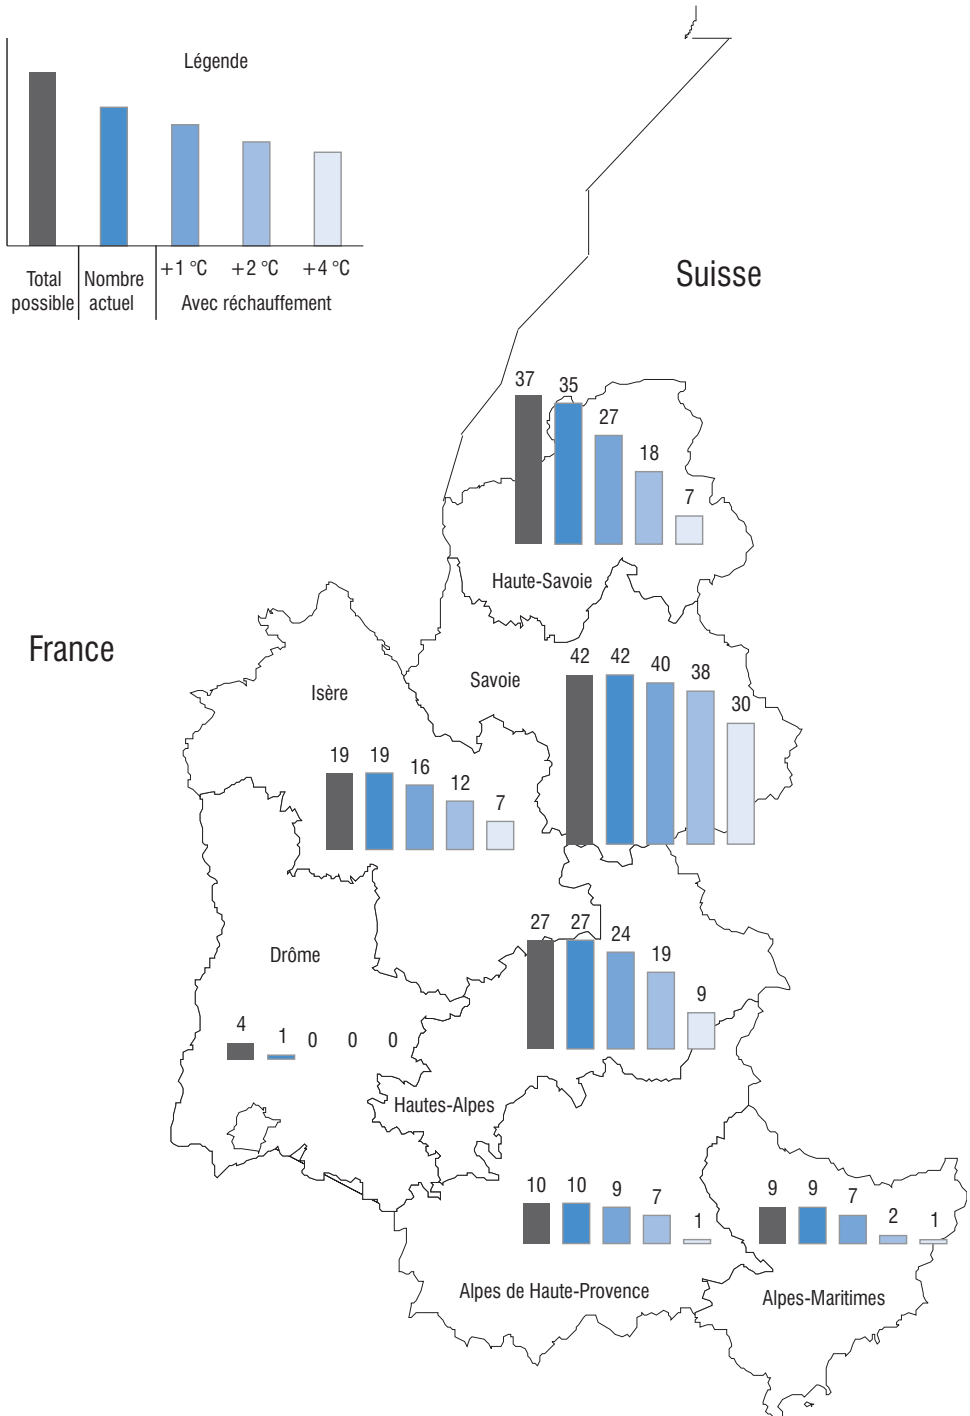 Légende
Total possible
Nombre actuel
+1 °C
+2 °C
+4 °C
Avec réchauffement
Suisse
France
37
35
27
18
7
Haute-Savoie
Savoie
42
42
40
38
30
Isère
19
19
16
12
7
Drôme
4
1
0
0
0
27
27
24
19
9
Hautes-Alpes
10
10
9
7
1
Alpes de Haute-Provence
9
9
7
2
1
Alpes-Maritimes